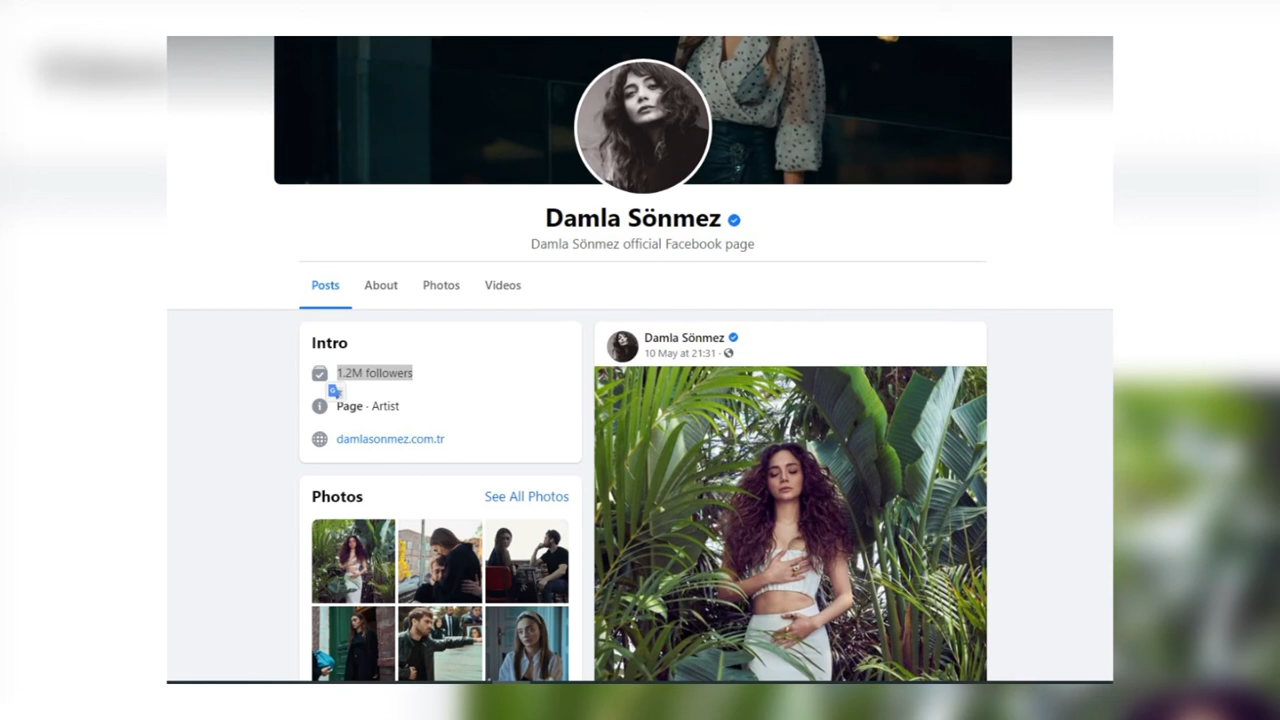 Damla Sönmez
Damla Sönmez official Facebook page
Posts About Photos Videos
Intro
1.2M followers
Page · Artist
damlasonmez.com.tr
Photos See All Photos
Damla Sönmez
10 May at 21:31 ·